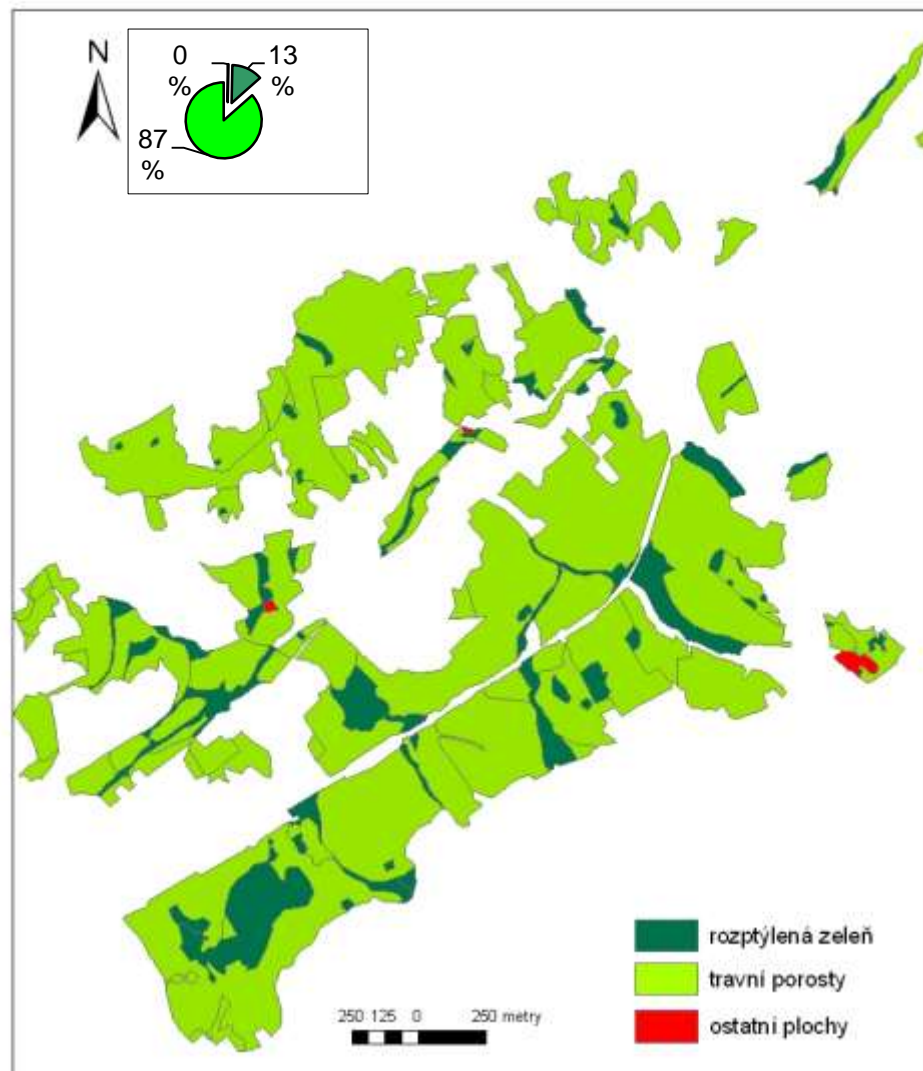 N
0 13
% %
87
%
rozptýlená zeleň
travní porosty
ostatní plochy
250 125 0 250 metry